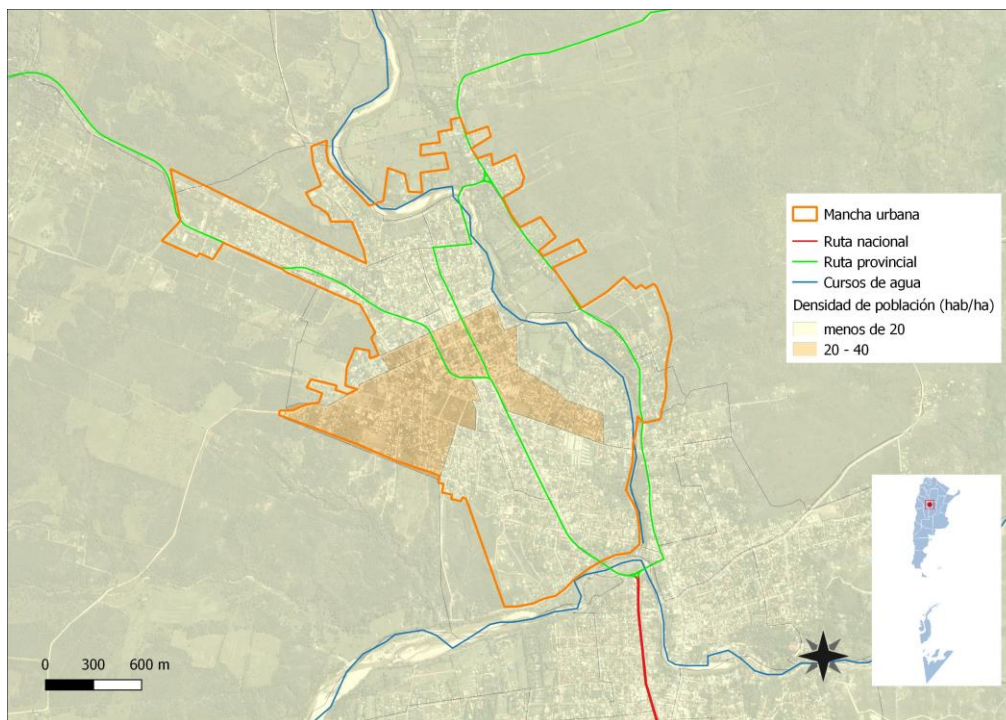 Mancha urbana
Ruta nacional
Ruta provincial
Cursos de agua
Densidad de población (hab/ha)
menos de 20
20 - 40
0 300 600 m